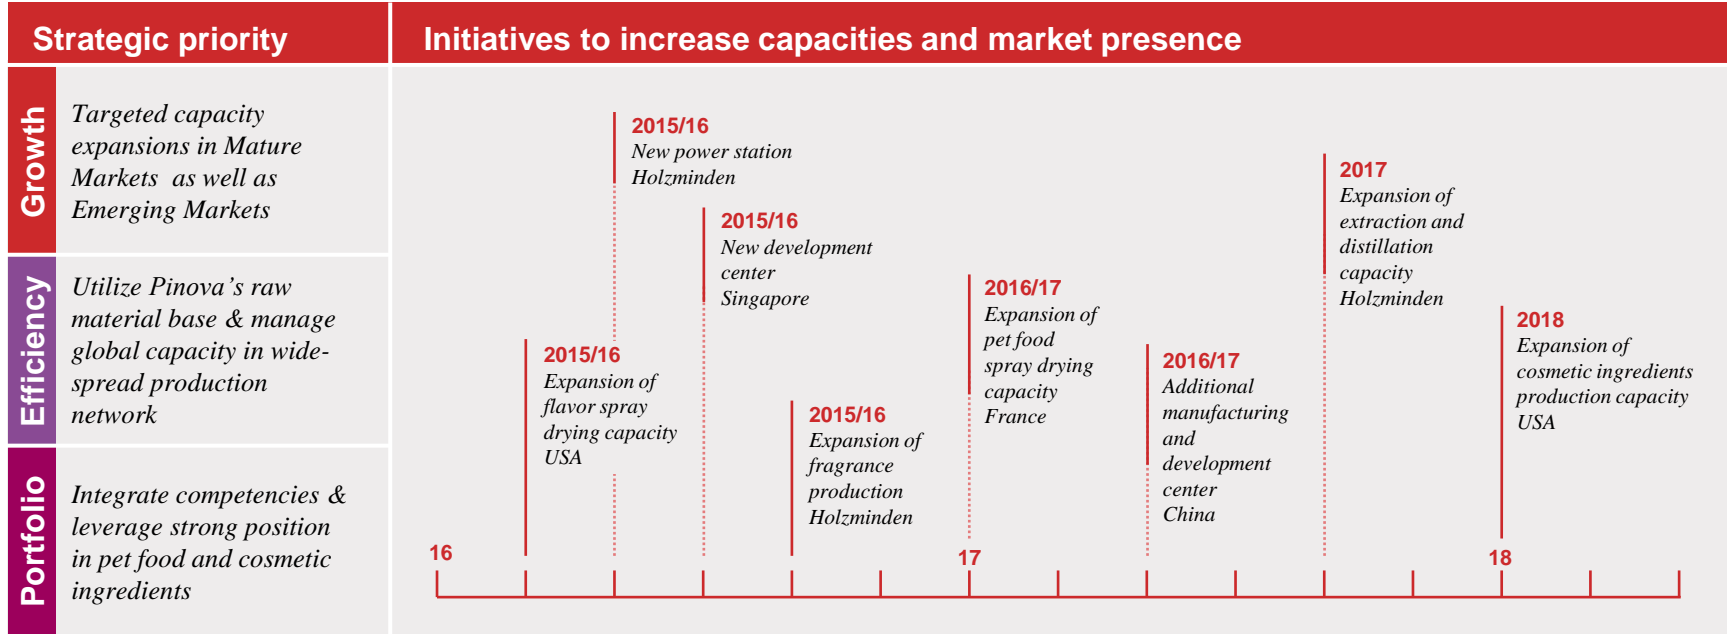 Strategic priority
Initiatives to increase capacities and market presence
Growth
Targeted capacity
expansions in Mature
Markets as well as
Emerging Markets
Efficiency
Utilize Pinova’s raw
material base & manage
global capacity in wide-
spread production
network
Portfolio
Integrate competencies &
leverage strong position
in pet food and cosmetic
ingredients
2015/16
Expansion of
flavor spray
drying capacity
USA
2015/16
New power station
Holzminden
2015/16
New development
center
Singapore
2015/16
Expansion of
fragrance
production
Holzminden
2016/17
Expansion of
pet food
spray drying
capacity
France
2016/17
Additional
manufacturing
and
development
center
China
2017
Expansion of
extraction and
distillation
capacity
Holzminden
2018
Expansion of
cosmetic ingredients
production capacity
USA
16
17
18